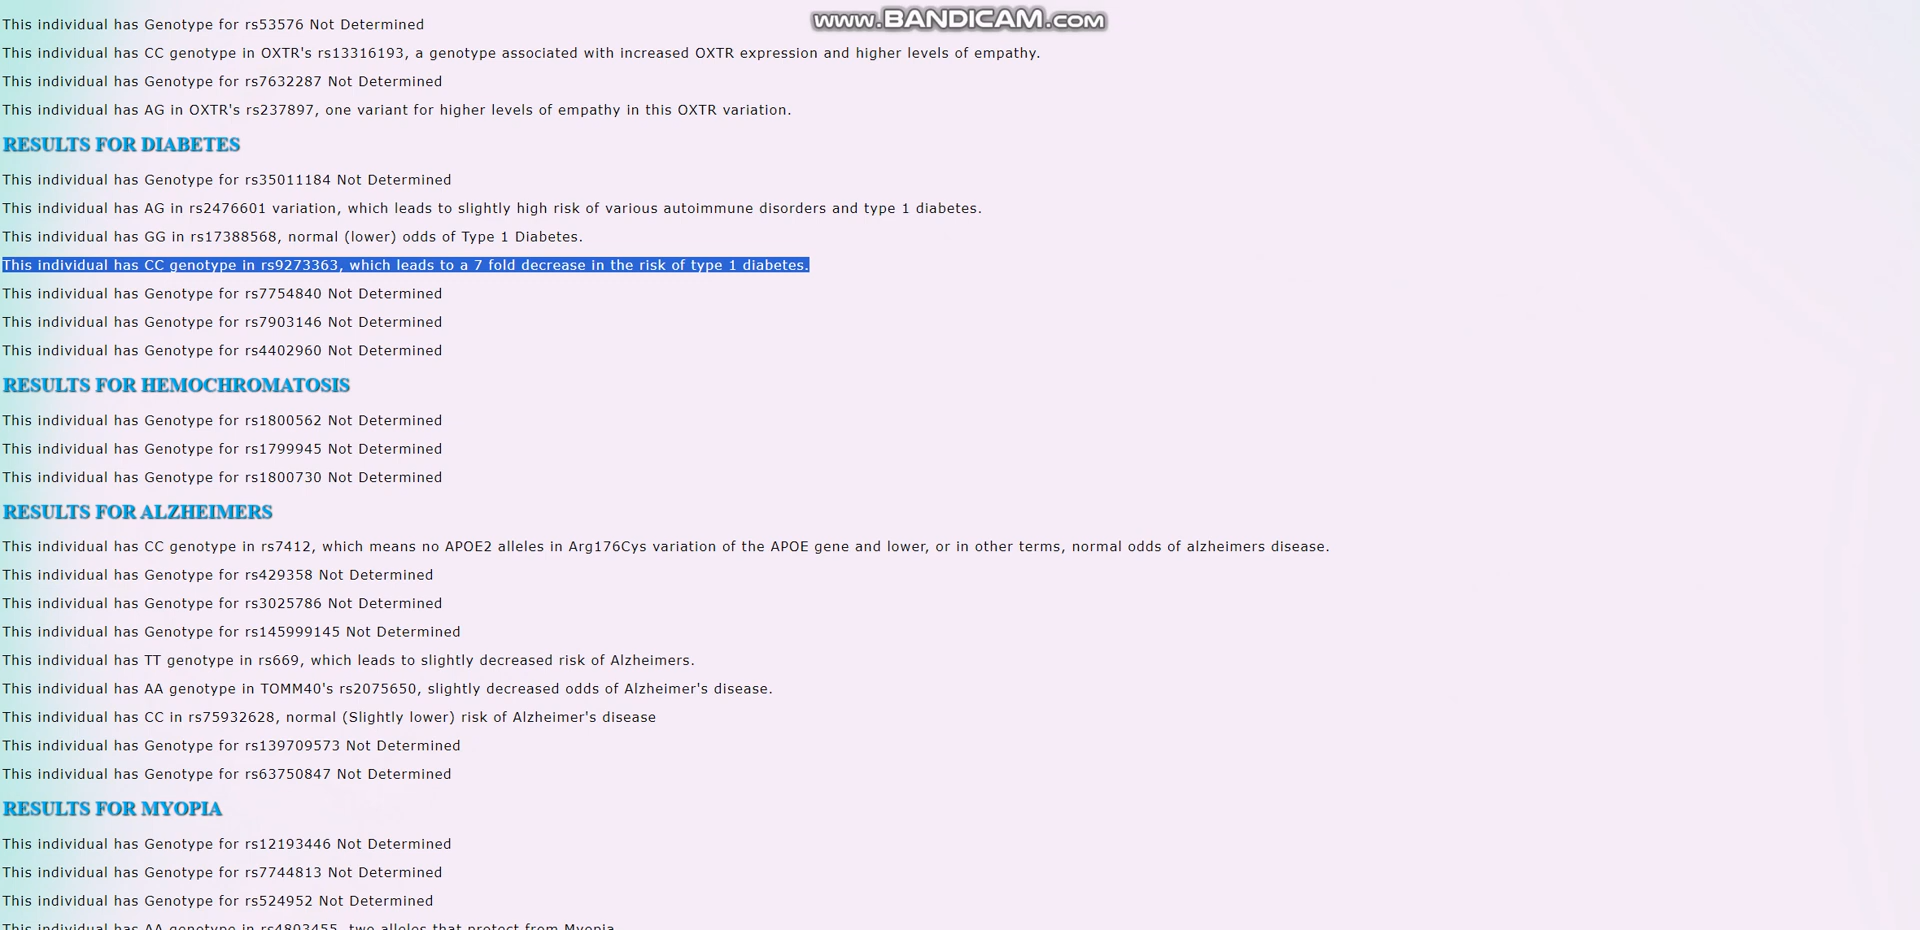 www.BANDICAM.com
This individual has Genotype for rs53576 Not Determined
This individual has CC genotype in OXTR's rs13316193, a genotype associated with increased OXTR expression and higher levels of empathy.
This individual has Genotype for rs7632287 Not Determined
This individual has AG in OXTR's rs237897, one variant for higher levels of empathy in this OXTR variation.
RESULTS FOR DIABETES
This individual has Genotype for rs35011184 Not Determined
This individual has AG in rs2476601 variation, which leads to slightly high risk of various autoimmune disorders and type 1 diabetes.
This individual has GG in rs17388568, normal (lower) odds of Type 1 Diabetes.
This individual has CC genotype in rs9273363, which leads to a 7 fold decrease in the risk of type 1 diabetes.
This individual has Genotype for rs7754840 Not Determined
This individual has Genotype for rs7903146 Not Determined
This individual has Genotype for rs4402960 Not Determined
RESULTS FOR HEMOCHROMATOSIS
This individual has Genotype for rs1800562 Not Determined
This individual has Genotype for rs1799945 Not Determined
This individual has Genotype for rs1800730 Not Determined
RESULTS FOR ALZHEIMERS
This individual has CC genotype in rs7412, which means no APOE2 alleles in Arg176Cys variation of the APOE gene and lower, or in other terms, normal odds of alzheimers disease.
This individual has Genotype for rs429358 Not Determined
This individual has Genotype for rs3025786 Not Determined
This individual has Genotype for rs145999145 Not Determined
This individual has TT genotype in rs669, which leads to slightly decreased risk of Alzheimers.
This individual has AA genotype in TOMM40's rs2075650, slightly decreased odds of Alzheimer's disease.
This individual has CC in rs75932628, normal (Slightly lower) risk of Alzheimer's disease
This individual has Genotype for rs139709573 Not Determined
This individual has Genotype for rs63750847 Not Determined
RESULTS FOR MYOPIA
This individual has Genotype for rs12193446 Not Determined
This individual has Genotype for rs7744813 Not Determined
This individual has Genotype for rs524952 Not Determined
This individual has AA genotype in rs4803455, two alleles that protect from Myopia